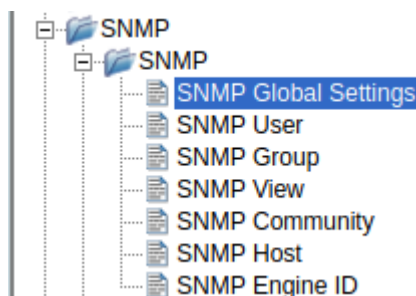 SNMP
SNMP
SNMP Global Settings
SNMP User
SNMP Group
SNMP View
SNMP Community
SNMP Host
SNMP Engine ID